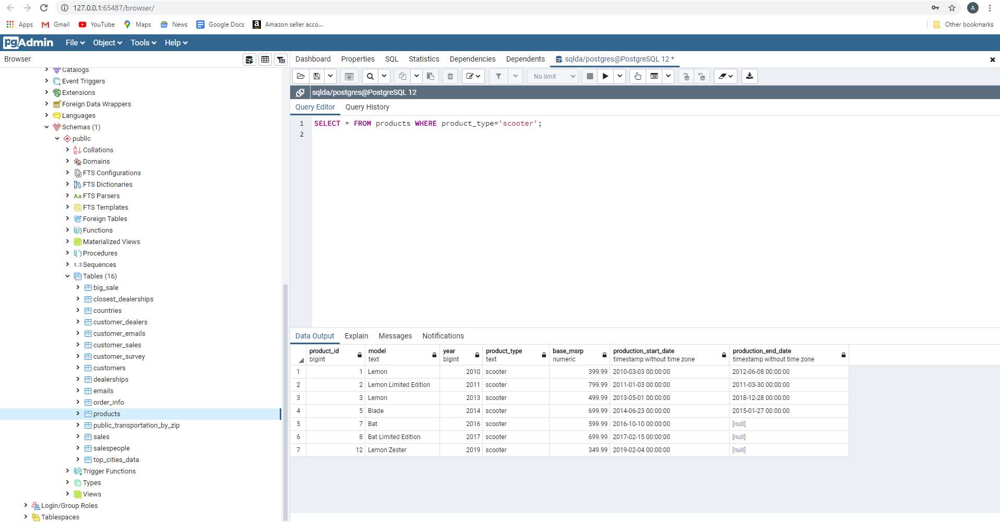 127.0.0.1:65487/browser/
A
Apps Gmail YouTube Maps News Google Docs a Amazon seller acco... Other bookmarks
pgAdmin File Object Tools Help
Browser
Dashboard Properties SQL Statistics Dependencies Dependents sqlda/postgres@PostgreSQL 12 *
No limit
sqlda/postgres@PostgreSQL 12
Query Editor Query History
1 SELECT * FROM products WHERE product_type='scooter';
2
Catalogs
Event Triggers
Extensions
Foreign Data Wrappers
Languages
Schemas (1)
public
Collations
Domains
FTS Configurations
FTS Dictionaries
Aa FTS Parsers
FTS Templates
Foreign Tables
Functions
Materialized Views
Procedures
1..3 Sequences
Tables (16)
big_sale
closest_dealerships
countries
customer_dealers
customer_emails
customer_sales
customer_survey
customers
dealerships
emails
order_info
products
public_transportation_by_zip
sales
salespeople
top_cities_data
Trigger Functions
Types
Views
Login/Group Roles
Tablespaces
Data Output Explain Messages Notifications
product_id model year product_type base_msrp production_start_date production_end_date
bigint text bigint text numeric timestamp without time zone timestamp without time zone
1 1 Lemon 2010 scooter 399.99 2010-03-03 00:00:00 2012-06-08 00:00:00
2 2 Lemon Limited Edition 2011 scooter 799.99 2011-01-03 00:00:00 2011-03-30 00:00:00
3 3 Lemon 2013 scooter 499.99 2013-05-01 00:00:00 2018-12-28 00:00:00
4 5 Blade 2014 scooter 699.99 2014-06-23 00:00:00 2015-01-27 00:00:00
5 7 Bat 2016 scooter 599.99 2016-10-10 00:00:00 [null]
6 8 Bat Limited Edition 2017 scooter 699.99 2017-02-15 00:00:00 [null]
7 12 Lemon Zester 2019 scooter 349.99 2019-02-04 00:00:00 [null]